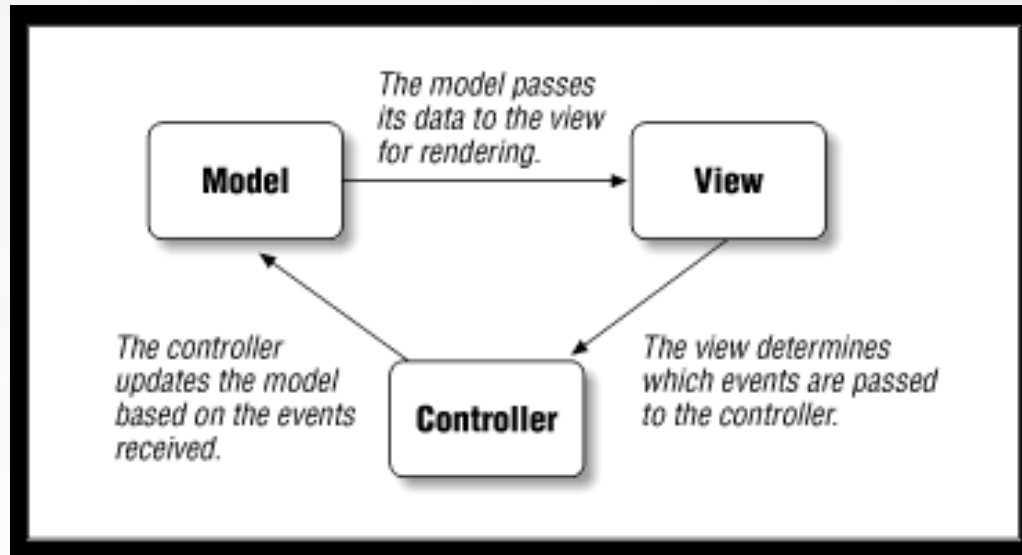 The model passes
its data to the view
for rendering.
Model
View
The controller
updates the model
based on the events
received.
Controller
The view determines
which events are passed
to the controller.